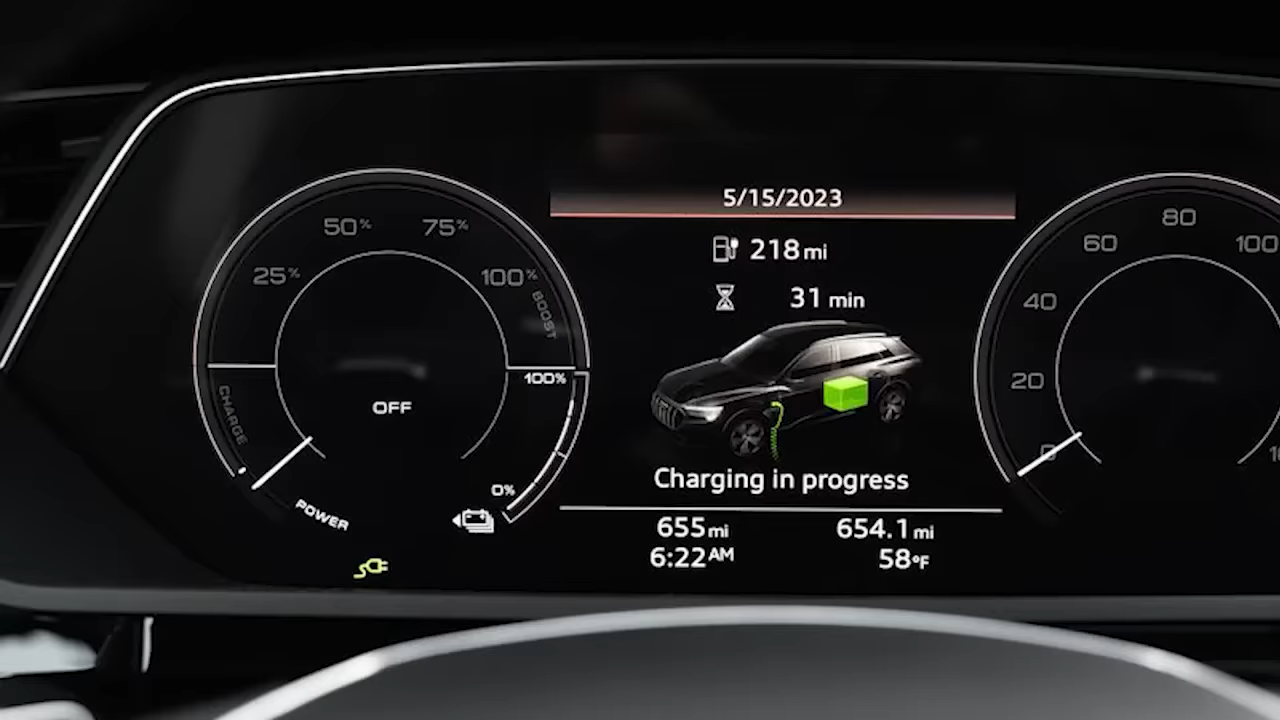 5/15/2023
218 mi
31 min
Charging in progress
655 mi
654.1 mi
6:22 AM
58°F
25%
50%
75%
100%
BOOST
CHARGE
OFF
POWER
100%
0%
0
20
40
60
80
100